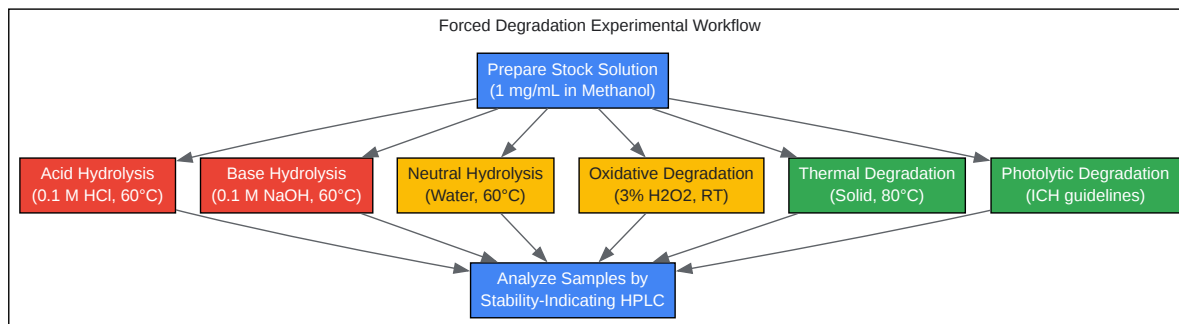 Forced Degradation Experimental Workflow
Prepare Stock Solution
(1 mg/mL in Methanol)
Acid Hydrolysis
(0.1 M HCl, 60°C)
Base Hydrolysis
(0.1 M NaOH, 60°C)
Neutral Hydrolysis
(Water, 60°C)
Oxidative Degradation
(3% H2O2, RT)
Thermal Degradation
(Solid, 80°C)
Photolytic Degradation
(ICH guidelines)
Analyze Samples by
Stability-Indicating HPLC